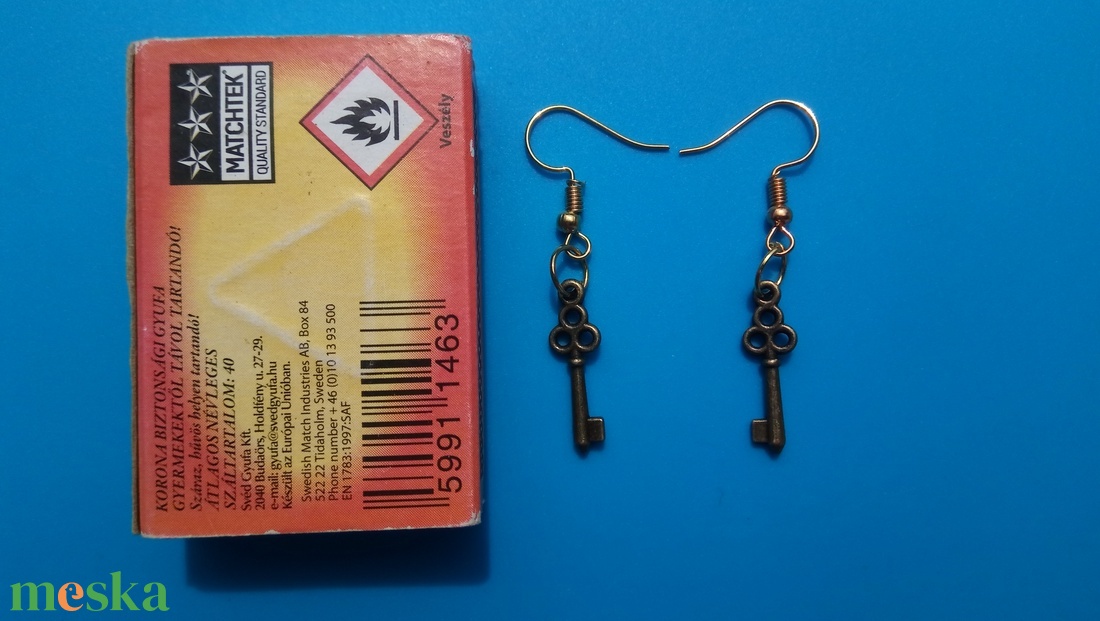 MATCHTEK
QUALITY STANDARD
Veszély
KORONA BIZTONSÁGI GYUFA
GYERMEKEKTŐL TÁVOL TARTANDÓ!
Száraz, hűvös helyen tartandó!
ÁTLAGOS NÉVLEGES
SZÁLTARTALOM: 40
Svéd Gyufa Kft.
2040 Budaörs, Holdfény u. 27-29.
e-mail: gyufa@svedgyufa.hu
Készült az Európai Unióban.
Swedish Match Industries AB, Box 84
522 22 Tidaholm, Sweden
Phone number + 46 (0)10 13 93 500
EN 1783:1997:SAF
5991 1463
meska